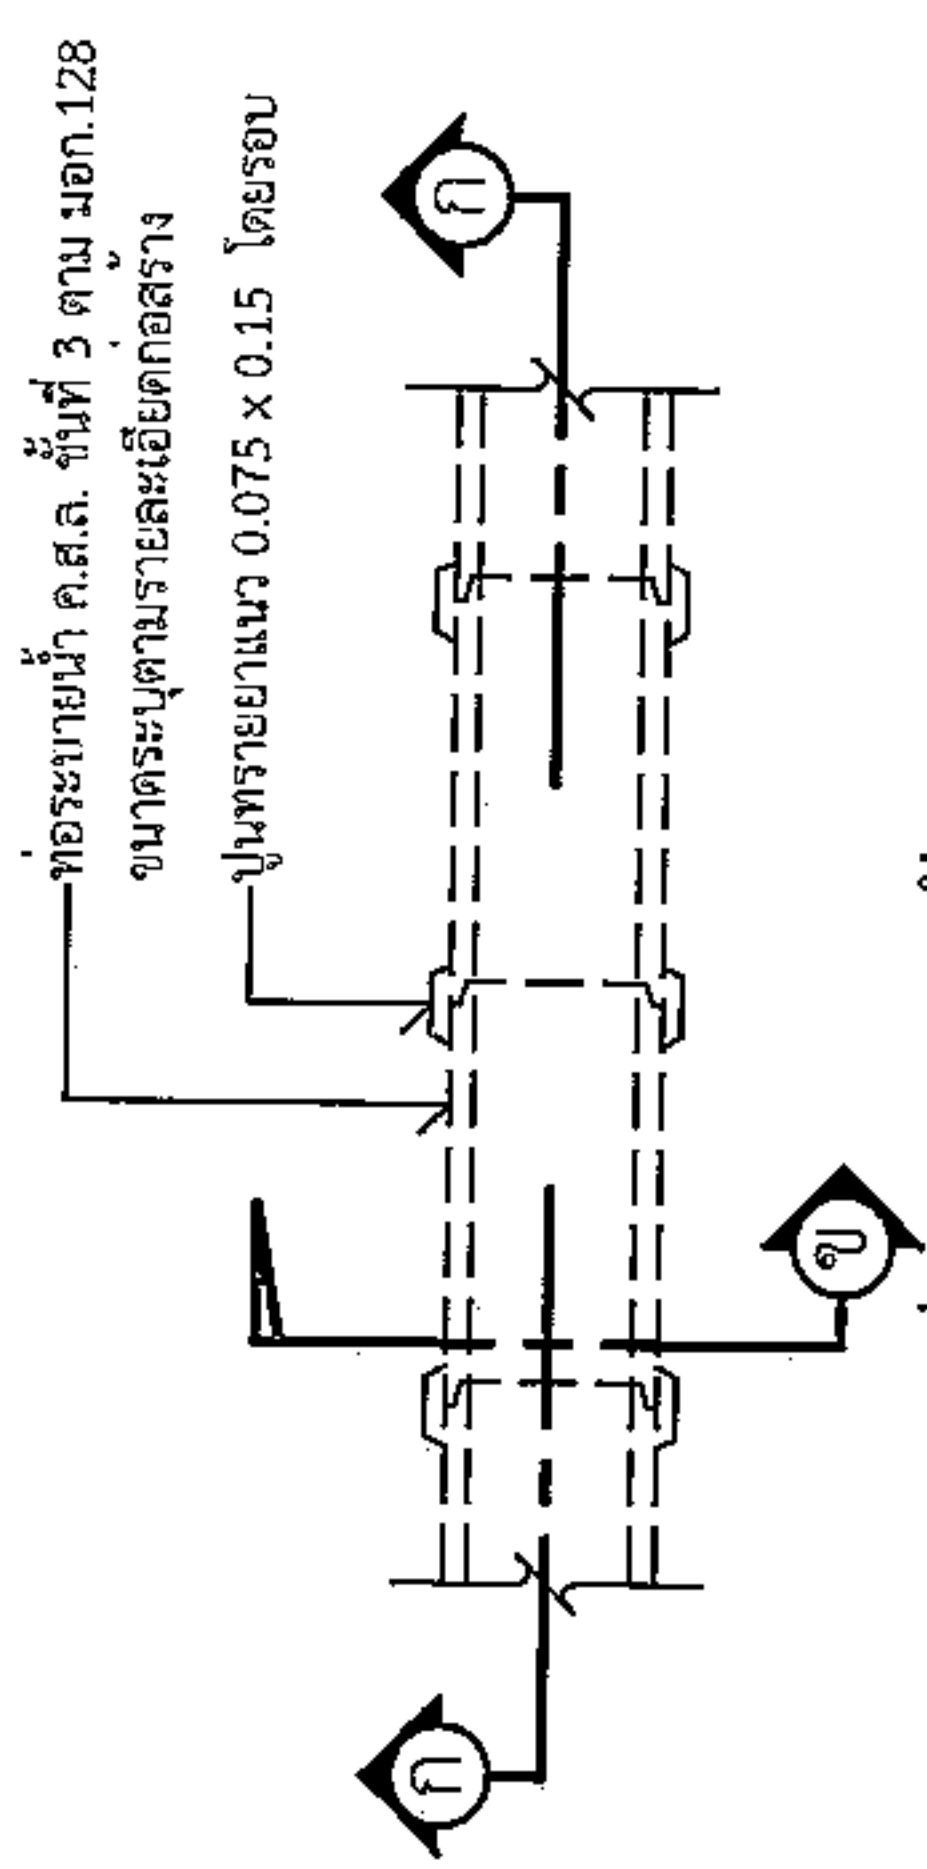 ท่อระบายน้ำ ค.ส.ล. ชั้นที่ 3 ตาม มอก.128
ขนาดระบุตามรายละเอียดก่อสร้าง
ปูนทรายยาแนว 0.075 x 0.15 โดยรอบ
ก
ก
ข